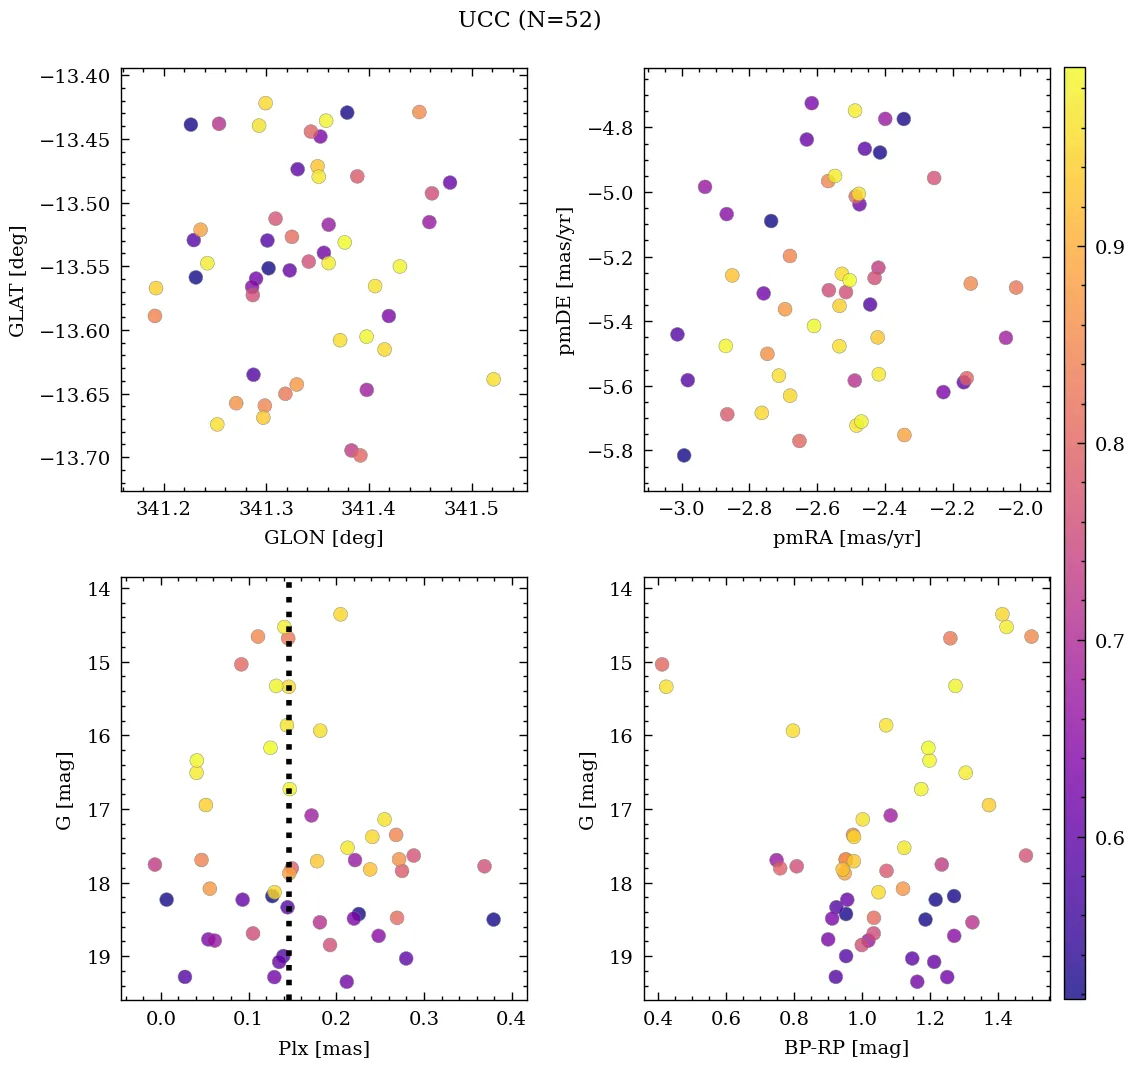 UCC (N=52)
−13.40
−13.45
−13.50
−13.55
−13.60
−13.65
−13.70
GLAT [deg]
341.2 341.3 341.4 341.5
GLON [deg]
−4.8
−5.0
−5.2
−5.4
−5.6
−5.8
pmDE [mas/yr]
−3.0 −2.8 −2.6 −2.4 −2.2 −2.0
pmRA [mas/yr]
0.9
0.8
0.7
0.6
14
15
16
17
18
19
G [mag]
0.0 0.1 0.2 0.3 0.4
Plx [mas]
14
15
16
17
18
19
G [mag]
0.4 0.6 0.8 1.0 1.2 1.4
BP-RP [mag]